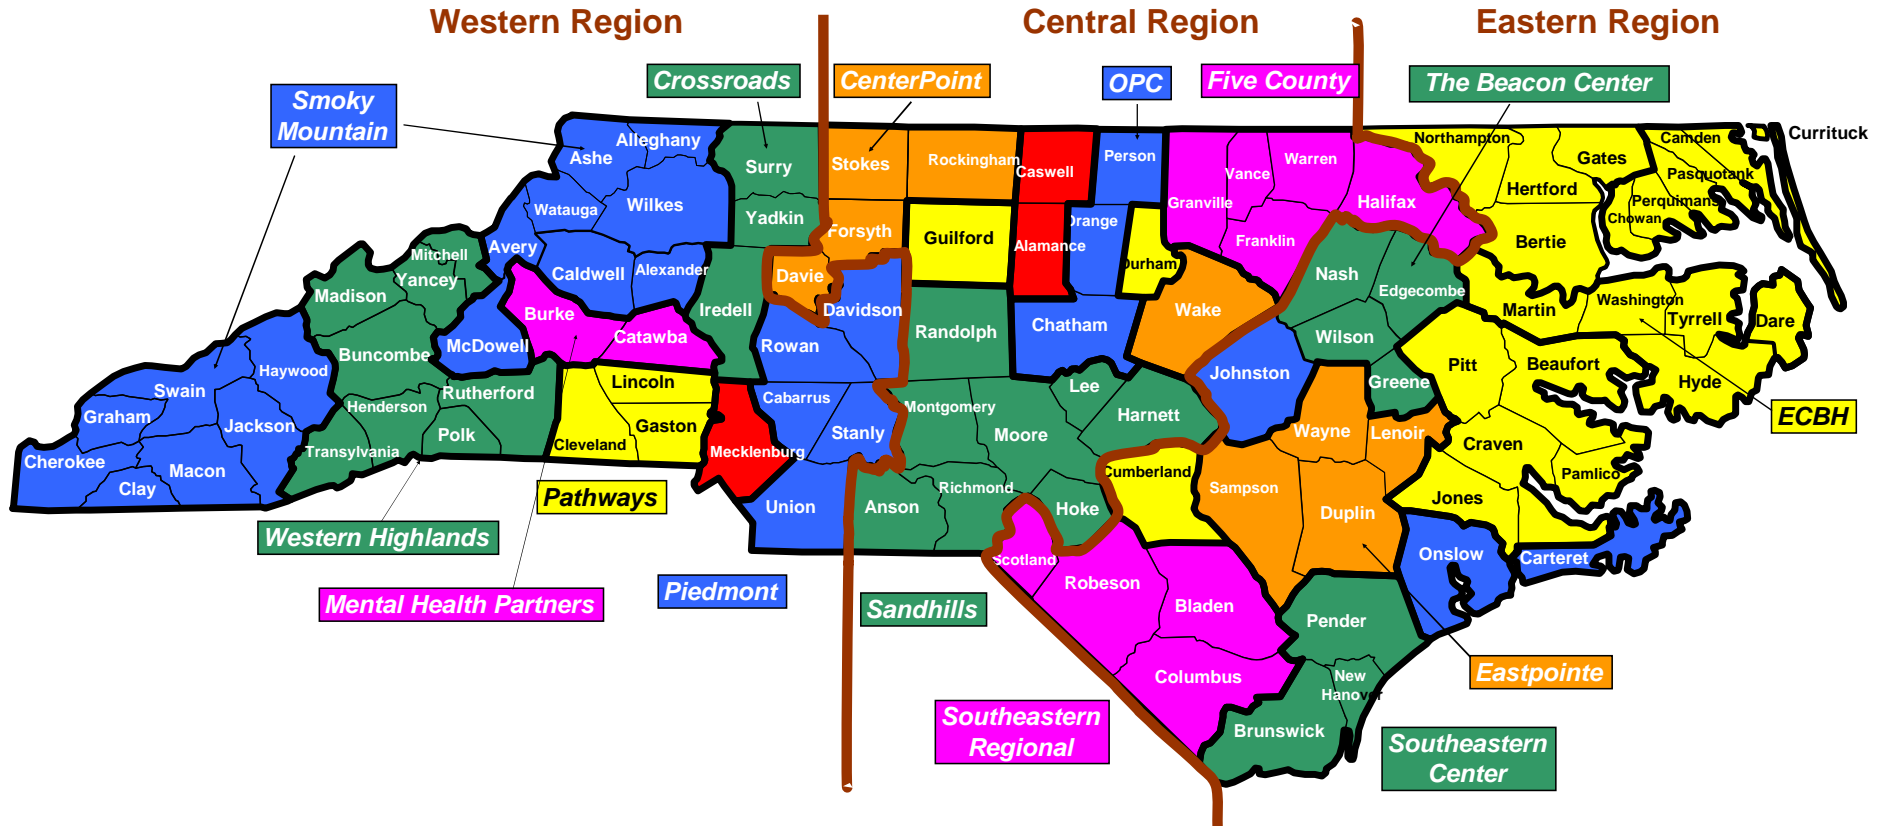 Western Region
Central Region
Eastern Region
Smoky
Mountain
Crossroads
CenterPoint
OPC
Five County
The Beacon Center
Currituck
Alleghany
Ashe
Surry
Stokes
Rockingham
Caswell
Person
Granville
Vance
Warren
Halifax
Northampton
Gates
Camden
Pasquotank
Perquimans
Chowan
Hertford
Bertie
Watauga
Wilkes
Yadkin
Forsyth
Guilford
Alamance
Orange
Durham
Franklin
Nash
Edgecombe
Martin
Washington
Tyrrell
Dare
Mitchell
Avery
Yancey
Madison
Caldwell
Alexander
Iredell
Davie
Davidson
Randolph
Chatham
Wake
Wilson
Pitt
Beaufort
Hyde
Burke
Catawba
McDowell
Buncombe
Haywood
Swain
Graham
Jackson
Cherokee
Macon
Clay
Henderson
Rutherford
Polk
Transylvania
Lincoln
Gaston
Cleveland
Rowan
Cabarrus
Stanly
Mecklenburg
Union
Montgomery
Moore
Lee
Harnett
Johnston
Greene
Wayne
Lenoir
Craven
Pamlico
Jones
ECBH
Anson
Richmond
Hoke
Cumberland
Sampson
Duplin
Onslow
Carteret
Scotland
Robeson
Bladen
Columbus
Pender
New
Hanover
Brunswick
Pathways
Western Highlands
Mental Health Partners
Piedmont
Sandhills
Southeastern
Regional
Eastpointe
Southeastern
Center